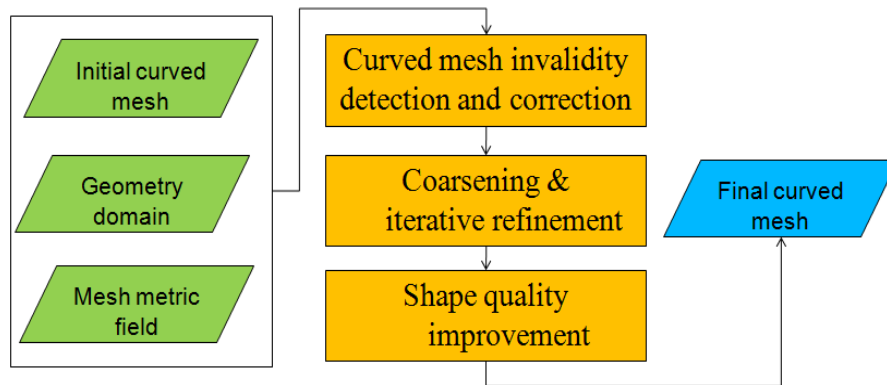 Initial curved
mesh
Geometry
domain
Mesh metric
field
Curved mesh invalidity
detection and correction
Coarsening &
iterative refinement
Shape quality
improvement
Final curved
mesh